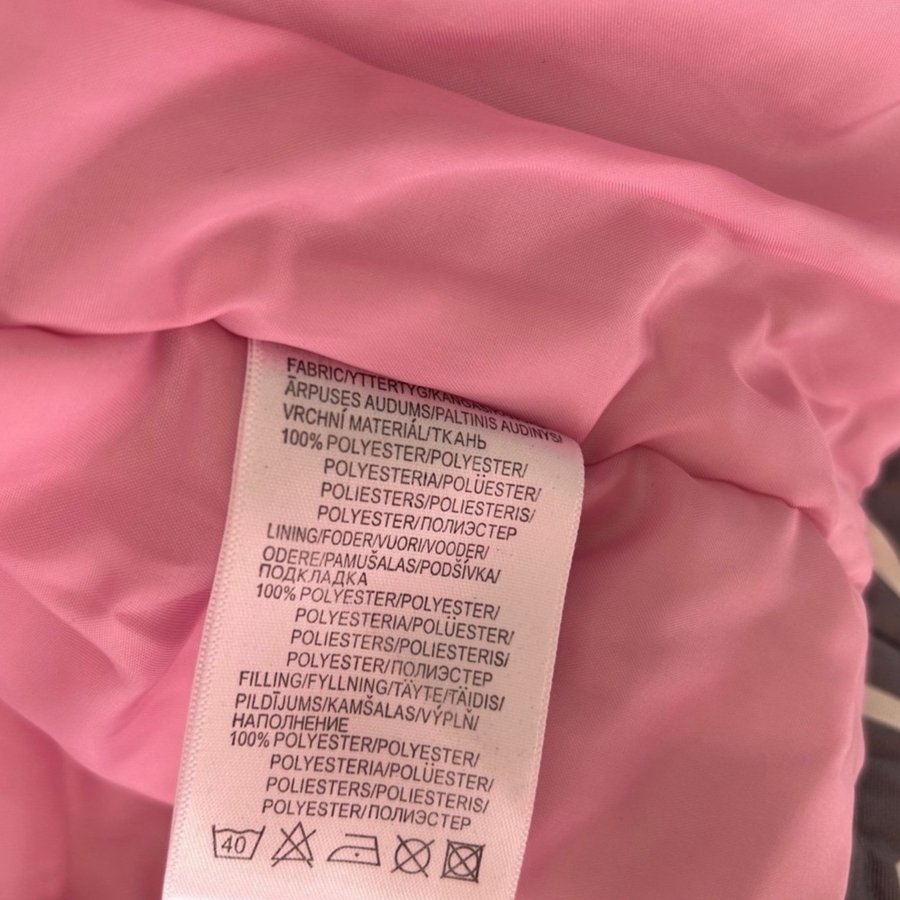 FABRIC/YTTERTYG/KANGAS/
ĀRPUSES AUDUMS/PALTINIS AUDINYS/
VRCHNÍ MATERIÁL/ТКАНЬ
100% POLYESTER/POLYESTER/
POLYESTERIA/POLÜESTER/
POLIESTERS/POLIESTERIS/
POLYESTER/ПОЛИЭСТЕР
LINING/FODER/VUORI/VOODER/
ODERE/PAMUŠALAS/PODŠÍVKA/
ПОДКЛАДКА
100% POLYESTER/POLYESTER/
POLYESTERIA/POLÜESTER/
POLIESTERS/POLIESTERIS/
POLYESTER/ПОЛИЭСТЕР
FILLING/FYLLNING/TÄYTE/TÄIDIS/
PILDĪJUMS/KAMŠALAS/VÝPLŇ/
НАПОЛНЕНИЕ
100% POLYESTER/POLYESTER/
POLYESTERIA/POLÜESTER/
POLIESTERS/POLIESTERIS/
POLYESTER/ПОЛИЭСТЕР
40